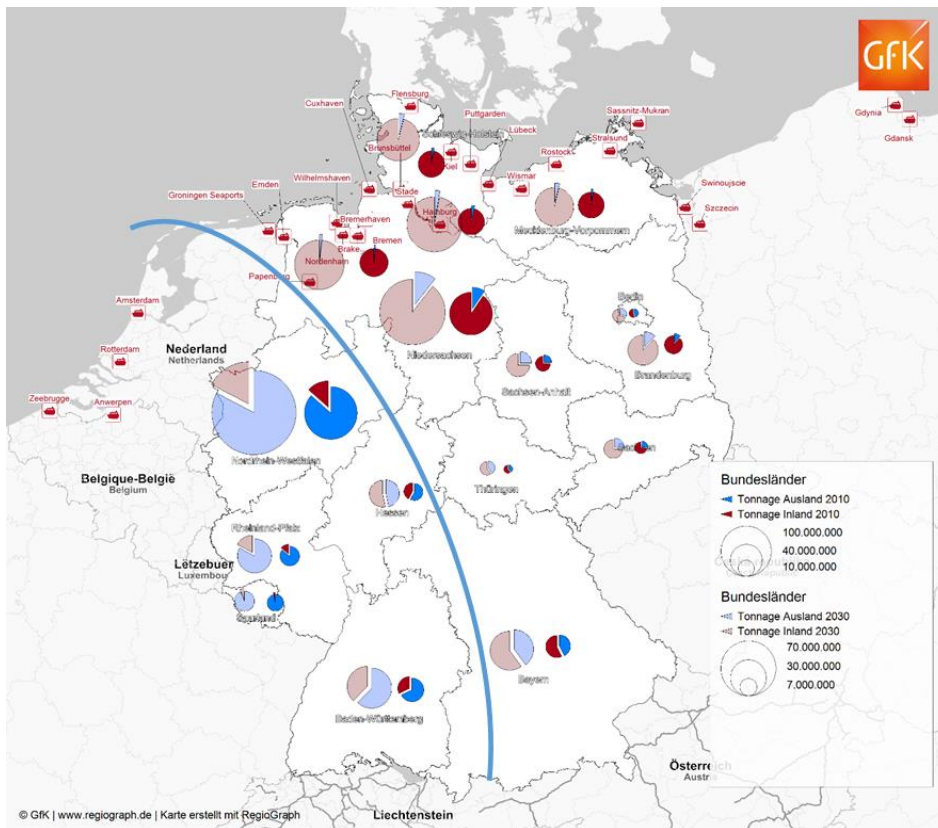 GfK
Flensburg
Cuxhaven
Puttgarden
Sassnitz-Mukran
Gdynia
Gdansk
Schleswig-Holstein
Lübeck
Stralsund
Brunsbüttel
Kiel
Rostock
Wilhelmshaven
Wismar
Emden
Groningen Seaports
Stade
Swinoujscie
Hamburg
Szczecin
Bremerhaven
Mecklenburg-Vorpommern
Bremen
Brake
Nordenham
Papenburg
Amsterdam
Berlin
Rotterdam
Nederland
Netherlands
Niedersachsen
Brandenburg
Sachsen-Anhalt
Zeebrugge
Anwerpen
Sachsen
Nordrhein-Westfalen
Belgique-België
Belgium
Thüringen
Hessen
Rheinland-Pfalz
Lëtzebuer
Luxembou
Saarland
Bayern
Baden-Württemberg
Bundesländer
Tonnage Ausland 2010
Tonnage Inland 2010
100.000.000
40.000.000
10.000.000
Bundesländer
Tonnage Ausland 2030
Tonnage Inland 2030
70.000.000
30.000.000
7.000.000
Österreich
Austria
© GfK | www.regiograph.de | Karte erstellt mit RegioGraph
Liechtenstein